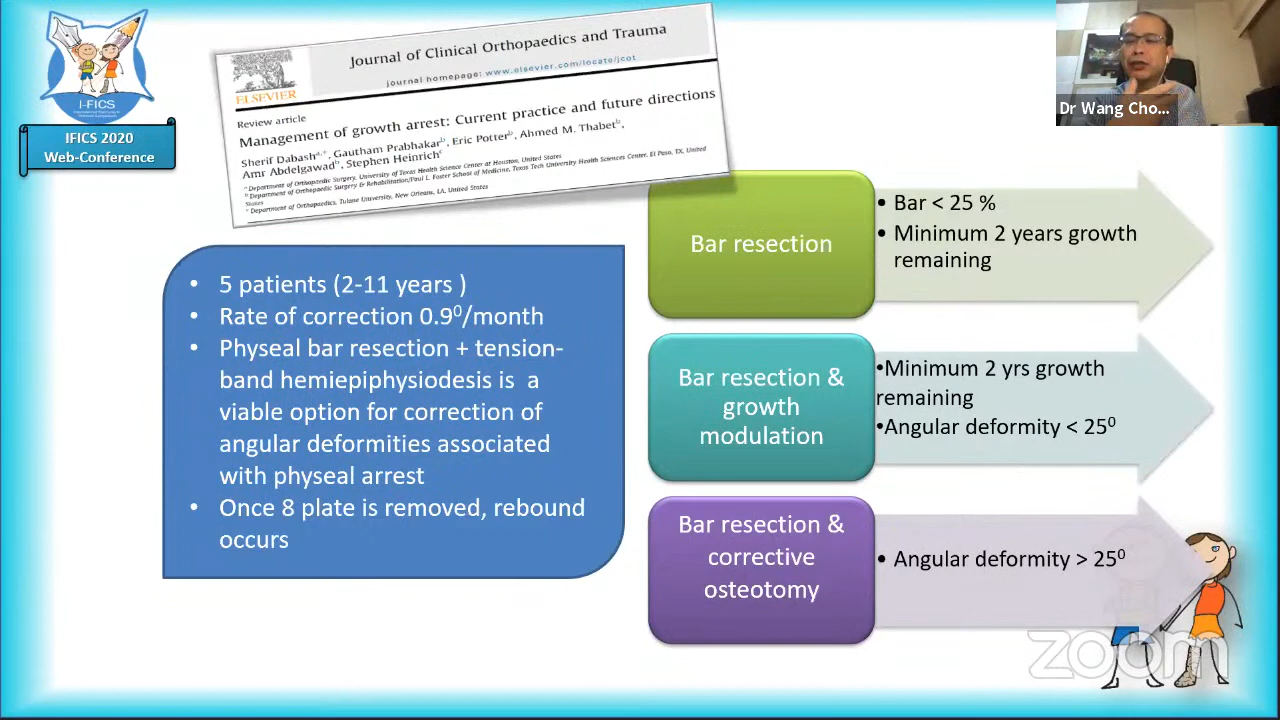 I-FICS
IFICS 2020
Web-Conference
ELSEVIER
Journal of Clinical Orthopaedics and Trauma
journal homepage: www.elsevier.com/locate/jcot
Review article
Management of growth arrest: Current practice and future directions
Sherif Dabash a,*, Gautham Prabhakar b, Eric Potter b, Ahmed M. Thabet b,
Amr Abdelgawad b, Stephen Heinrich c
a Department of Orthopaedic Surgery, University of Texas Health Science Center at Houston, United States
b Department of Orthopaedic Surgery & Rehabilitation/Paul L. Foster School of Medicine, Texas Tech University Health Sciences Center, El Paso, TX, United
States
c Department of Orthopaedics, Tulane University, New Orleans, LA, United States
Dr Wang Cho...
• 5 patients (2-11 years )
• Rate of correction 0.9⁰/month
• Physeal bar resection + tension-
band hemiepiphysiodesis is a
viable option for correction of
angular deformities associated
with physeal arrest
• Once 8 plate is removed, rebound
occurs
Bar resection
• Bar < 25 %
• Minimum 2 years growth
remaining
Bar resection &
growth
modulation
•Minimum 2 yrs growth
remaining
•Angular deformity < 25⁰
Bar resection &
corrective
osteotomy
• Angular deformity > 25⁰
zoom